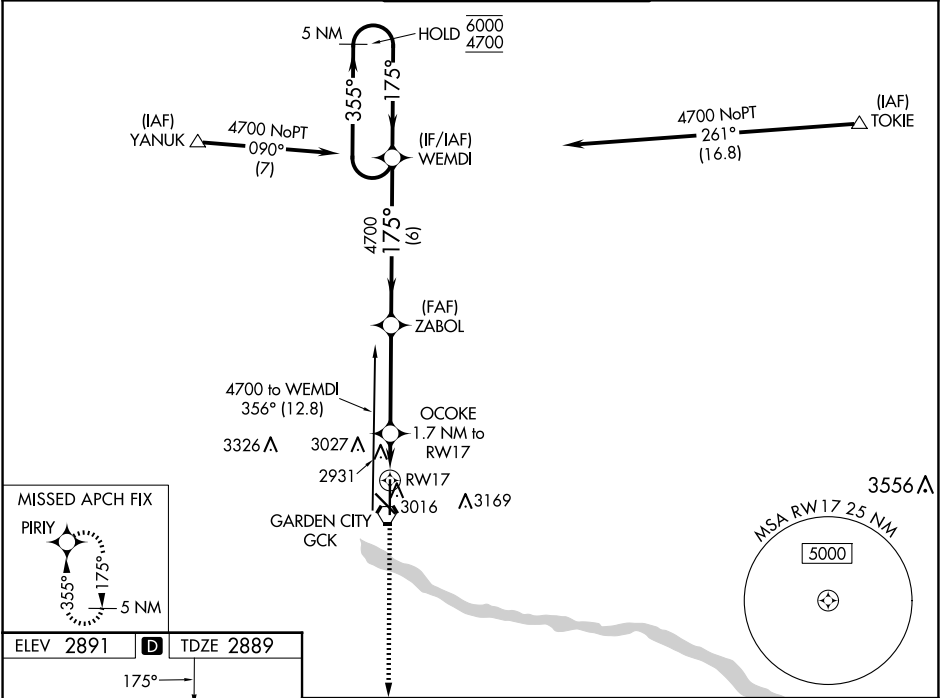 5 NM
HOLD
6000
4700
355°
175°
(IAF)
YANUK
4700 NoPT
090°
(7)
(IF/IAF)
WEMDI
4700 NoPT
261°
(16.8)
(IAF)
TOKIE
4700
175°
(6)
(FAF)
ZABOL
4700 to WEMDI
356° (12.8)
OCOKE
1.7 NM to
RW17
3326
3027
2931
RW17
3016
3169
3556
GARDEN CITY
GCK
MISSED APCH FIX
PIRIY
355°
175°
5 NM
MSA RW17 25 NM
5000
ELEV 2891
D
TDZE 2889
175°